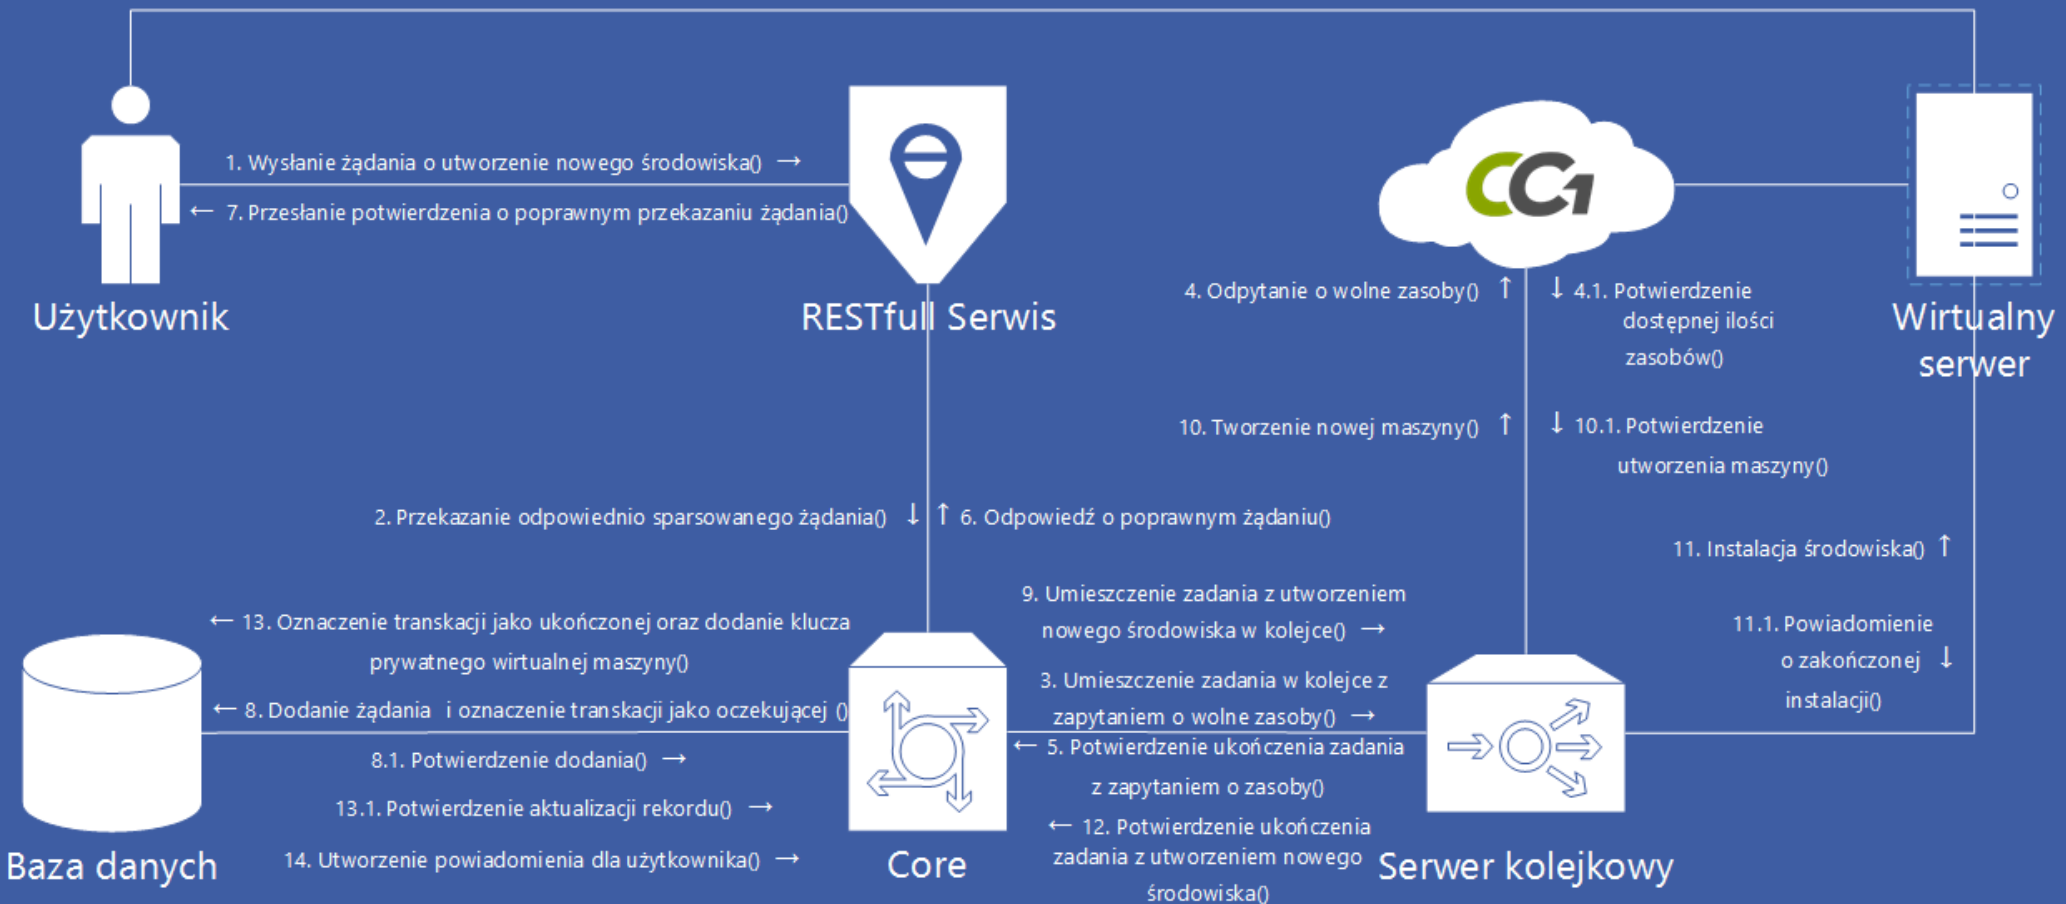 1. Wysłanie żądania o utworzenie nowego środowiska() →
← 7. Przesłanie potwierdzenia o poprawnym przekazaniu żądania()
Użytkownik
RESTfull Serwis
CC1
Wirtualny
serwer
4. Odpytanie o wolne zasoby() ↑
↓ 4.1. Potwierdzenie
dostępnej ilości
zasobów()
10. Tworzenie nowej maszyny() ↑
↓ 10.1. Potwierdzenie
utworzenia maszyny()
2. Przekazanie odpowiednio sparsowanego żądania() ↓
↑ 6. Odpowiedź o poprawnym żądaniu()
11. Instalacja środowiska() ↑
11.1. Powiadomienie
o zakończonej ↓
instalacji()
← 13. Oznaczenie transkacji jako ukończonej oraz dodanie klucza
prywatnego wirtualnej maszyny()
← 8. Dodanie żądania i oznaczenie transkacji jako oczekującej ()
8.1. Potwierdzenie dodania() →
13.1. Potwierdzenie aktualizacji rekordu() →
14. Utworzenie powiadomienia dla użytkownika() →
9. Umieszczenie zadania z utworzeniem
nowego środowiska w kolejce() →
3. Umieszczenie zadania w kolejce z
zapytaniem o wolne zasoby() →
← 5. Potwierdzenie ukończenia zadania
z zapytaniem o zasoby()
← 12. Potwierdzenie ukończenia
zadania z utworzeniem nowego
środowiska()
Baza danych
Core
Serwer kolejkowy